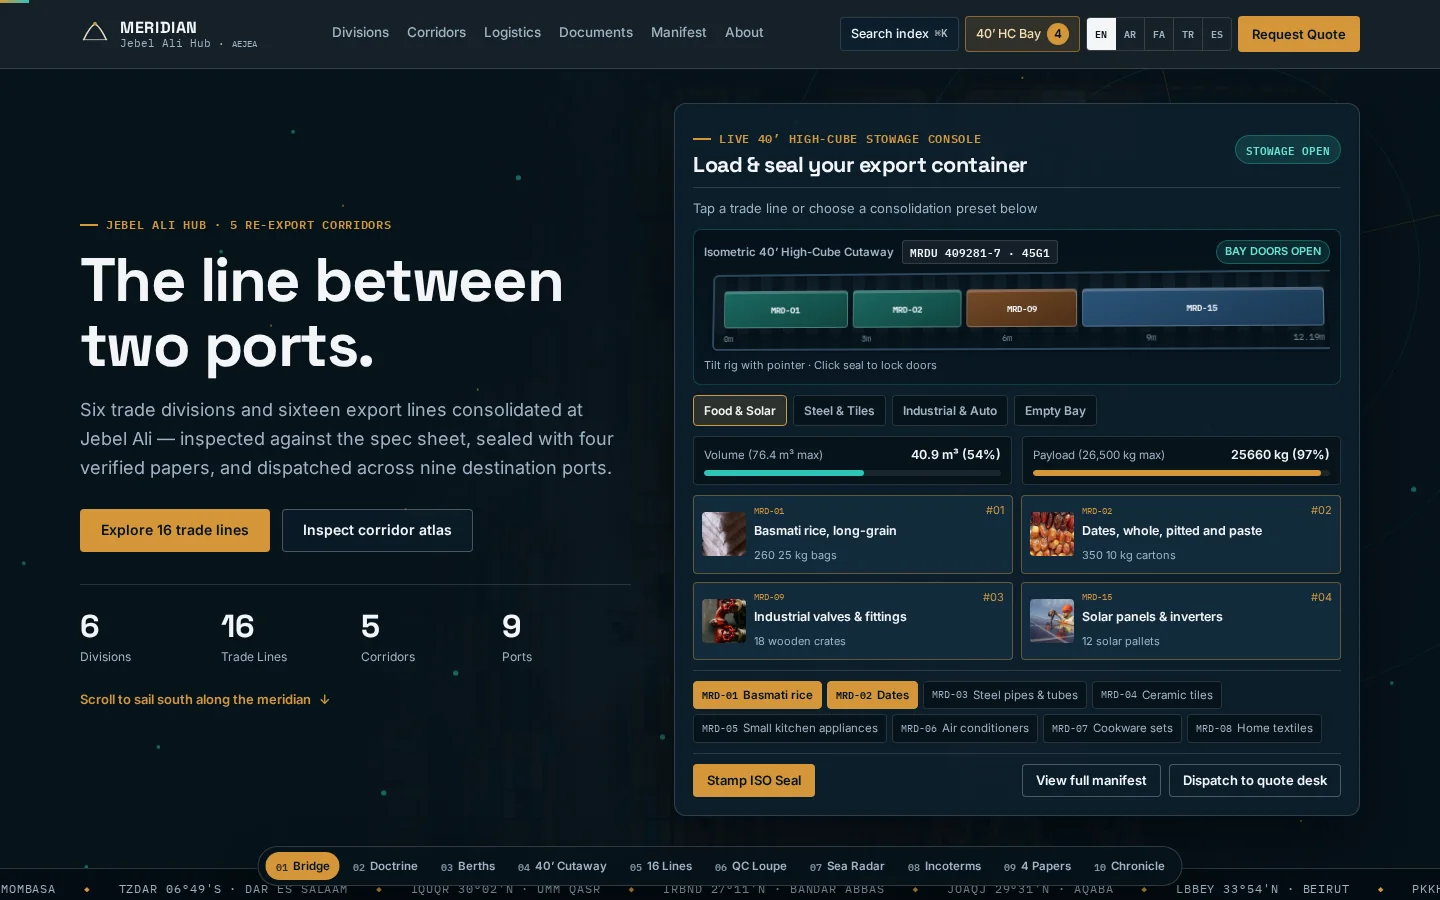 MERIDIAN
Jebel Ali Hub · AEJEA
Divisions Corridors Logistics Documents Manifest About
Search index ⌘K
40′ HC Bay 4
EN AR FA TR ES
Request Quote
JEBEL ALI HUB · 5 RE-EXPORT CORRIDORS
The line between
two ports.
Six trade divisions and sixteen export lines consolidated at
Jebel Ali — inspected against the spec sheet, sealed with four
verified papers, and dispatched across nine destination ports.
Explore 16 trade lines
Inspect corridor atlas
6 16 5 9
Divisions Trade Lines Corridors Ports
Scroll to sail south along the meridian ↓
LIVE 40′ HIGH-CUBE STOWAGE CONSOLE
Load & seal your export container
STOWAGE OPEN
Tap a trade line or choose a consolidation preset below
Isometric 40′ High-Cube Cutaway MRDU 409281-7 · 45G1 BAY DOORS OPEN
MRD-01 MRD-02 MRD-09 MRD-15
0m 3m 6m 9m 12.19m
Tilt rig with pointer · Click seal to lock doors
Food & Solar Steel & Tiles Industrial & Auto Empty Bay
Volume (76.4 m³ max) 40.9 m³ (54%)
Payload (26,500 kg max) 25660 kg (97%)
MRD-01 #01
Basmati rice, long-grain
260 25 kg bags
MRD-02 #02
Dates, whole, pitted and paste
350 10 kg cartons
MRD-09 #03
Industrial valves & fittings
18 wooden crates
MRD-15 #04
Solar panels & inverters
12 solar pallets
MRD-01 Basmati rice MRD-02 Dates MRD-03 Steel pipes & tubes MRD-04 Ceramic tiles
MRD-05 Small kitchen appliances MRD-06 Air conditioners MRD-07 Cookware sets MRD-08 Home textiles
Stamp ISO Seal
View full manifest
Dispatch to quote desk
01 Bridge 02 Doctrine 03 Berths 04 40′ Cutaway 05 16 Lines 06 QC Loupe 07 Sea Radar 08 Incoterms 09 4 Papers 10 Chronicle
MOMBASA ◆ TZDAR 06°49'S · DAR ES SALAAM ◆ IQUQR 30°02'N · UMM QASR ◆ IRBND 27°11'N · BANDAR ABBAS ◆ JOAQJ 29°31'N · AQABA ◆ LBBEY 33°54'N · BEIRUT ◆